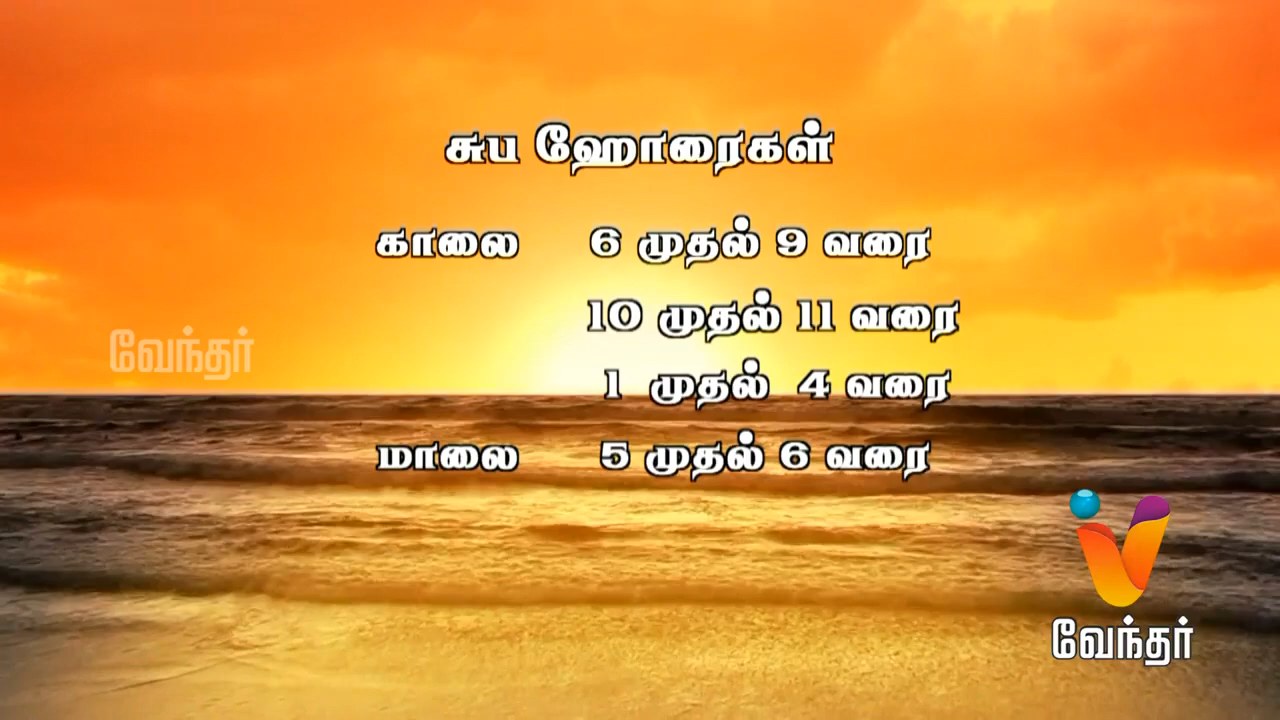 சுப ஹோரைகள்
காலை 6 முதல் 9 வரை
10 முதல் 11 வரை
1 முதல் 4 வரை
மாலை 5 முதல் 6 வரை
வேந்தர்
வேந்தர்